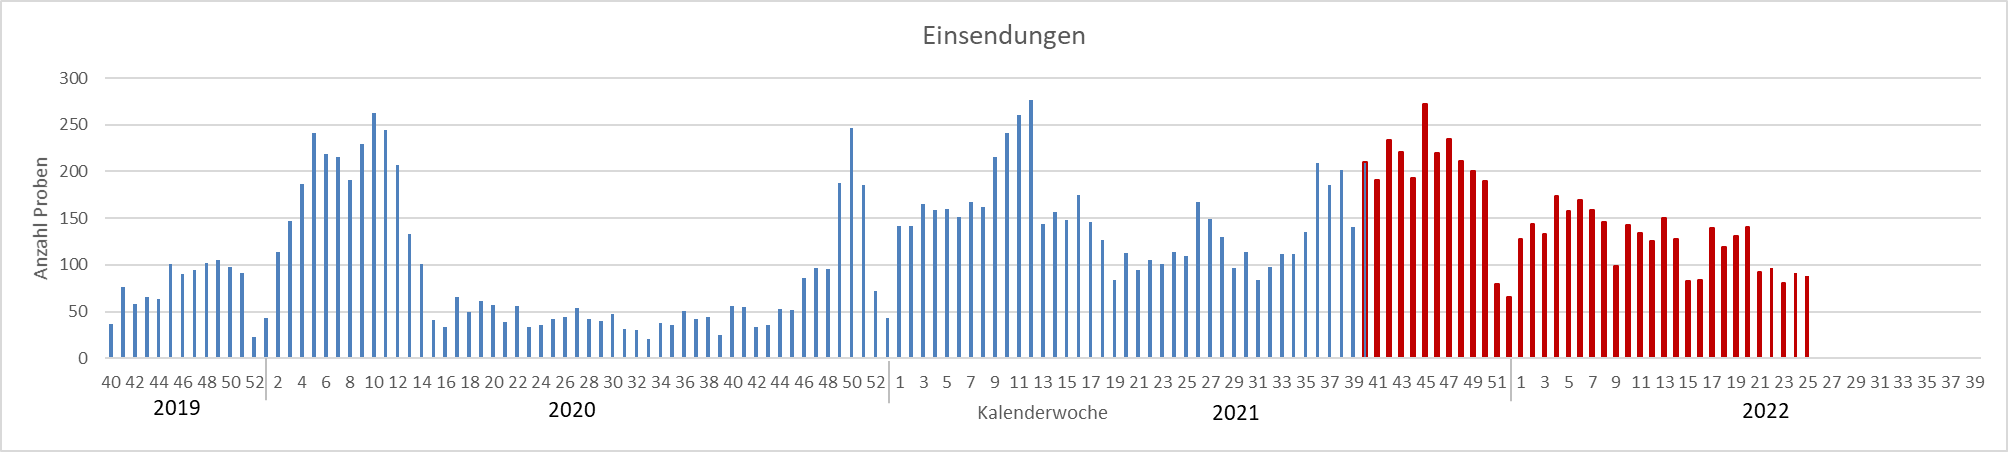 Einsendungen
Anzahl Proben
300
250
200
150
100
50
0
40 42 44 46 48 50 52 2 4 6 8 10 12 14 16 18 20 22 24 26 28 30 32 34 36 38 40 42 44 46 48 50 52 1 3 5 7 9 11 13 15 17 19 21 23 25 27 29 31 33 35 37 39 41 43 45 47 49 51 1 3 5 7 9 11 13 15 17 19 21 23 25 27 29 31 33 35 37 39
2019 2020 Kalenderwoche 2021 2022